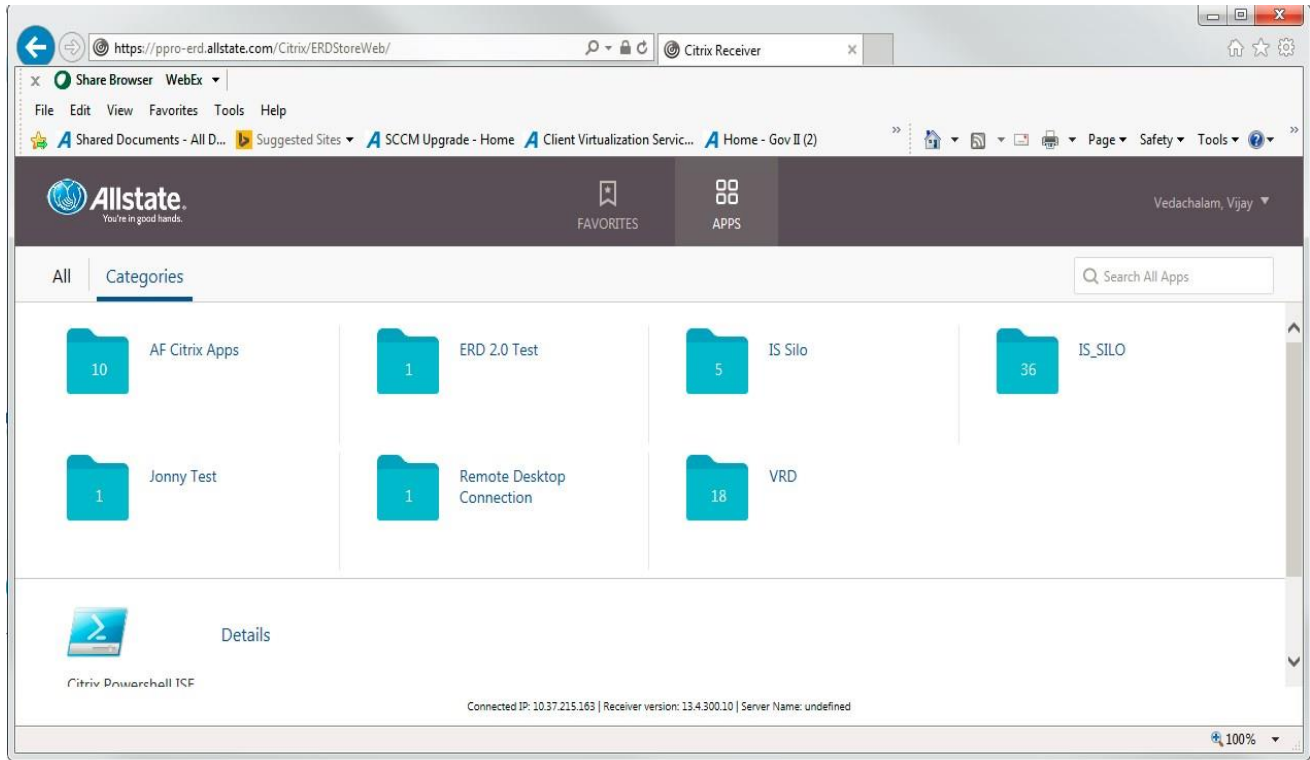 https://ppro-erd.allstate.com/Citrix/ERDStoreWeb/
Citrix Receiver
x Share Browser WebEx
File Edit View Favorites Tools Help
Shared Documents - All D... Suggested Sites SCCM Upgrade - Home Client Virtualization Servic... Home - Gov II (2) Page Safety Tools
Allstate.
You're in good hands.
FAVORITES
APPS
Vedachalam, Vijay
All Categories
Search All Apps
10 AF Citrix Apps
1 ERD 2.0 Test
5 IS Silo
36 IS_SILO
1 Jonny Test
1 Remote Desktop
Connection
18 VRD
Details
Citrix Powershell ISE
Connected IP: 10.37.215.163 | Receiver version: 13.4.300.10 | Server Name: undefined
100%